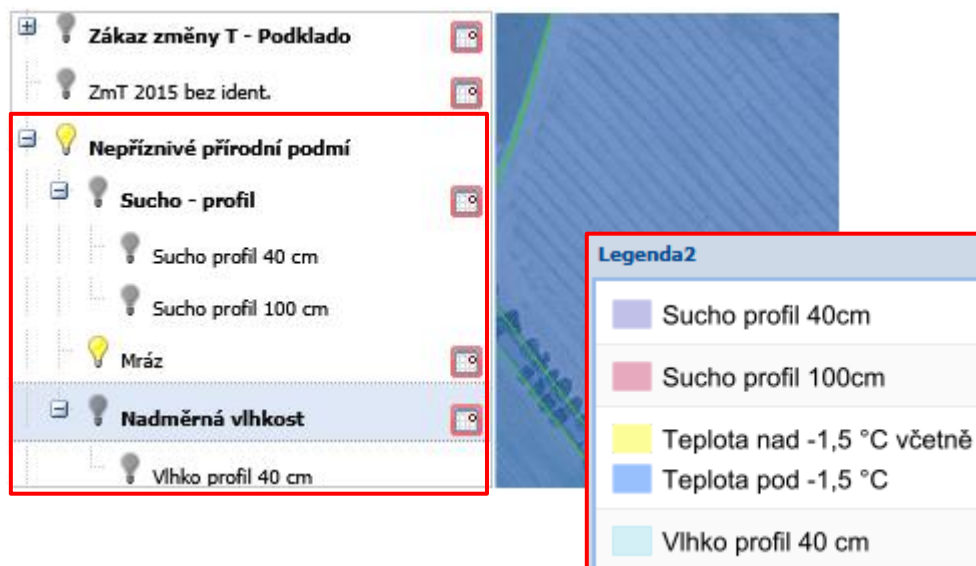 Zákaz změny T - Podklado
ZmT 2015 bez ident.
Nepříznivé přírodní podmí
Sucho - profil
Sucho profil 40 cm
Sucho profil 100 cm
Mráz
Nadměrná vlhkost
Vlhko profil 40 cm
Legenda2
Sucho profil 40cm
Sucho profil 100cm
Teplota nad -1,5 °C včetně
Teplota pod -1,5 °C
Vlhko profil 40 cm